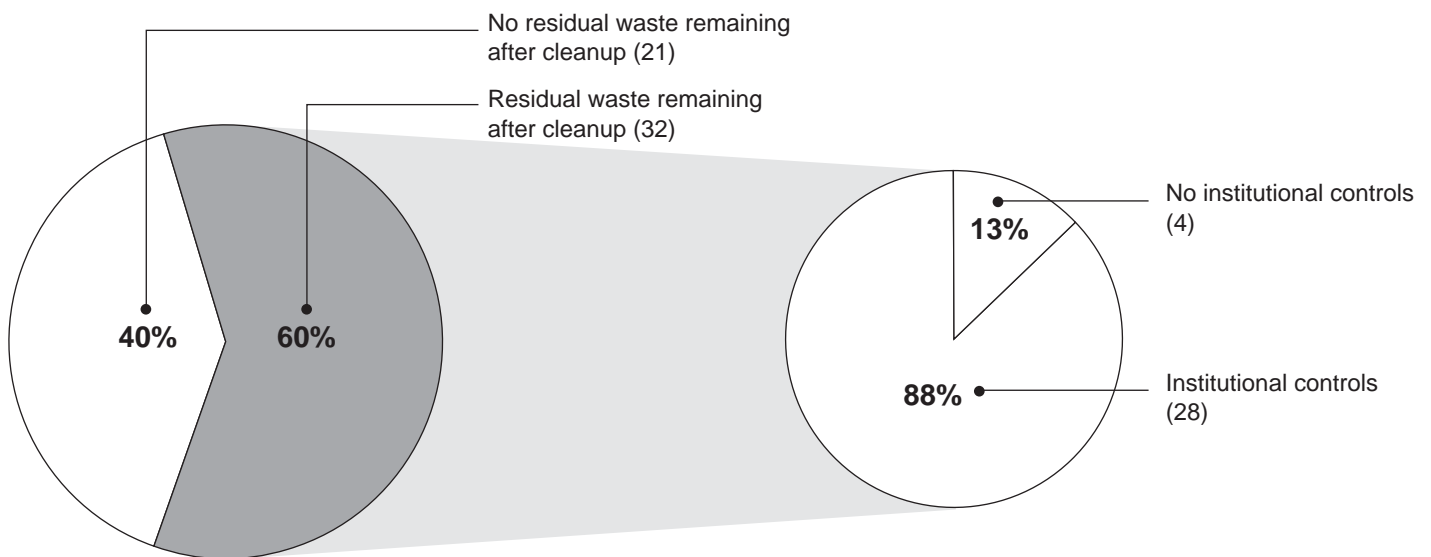 No residual waste remaining
after cleanup (21)
Residual waste remaining
after cleanup (32)
No institutional controls
(4)
13%
40%
60%
Institutional controls
(28)
88%